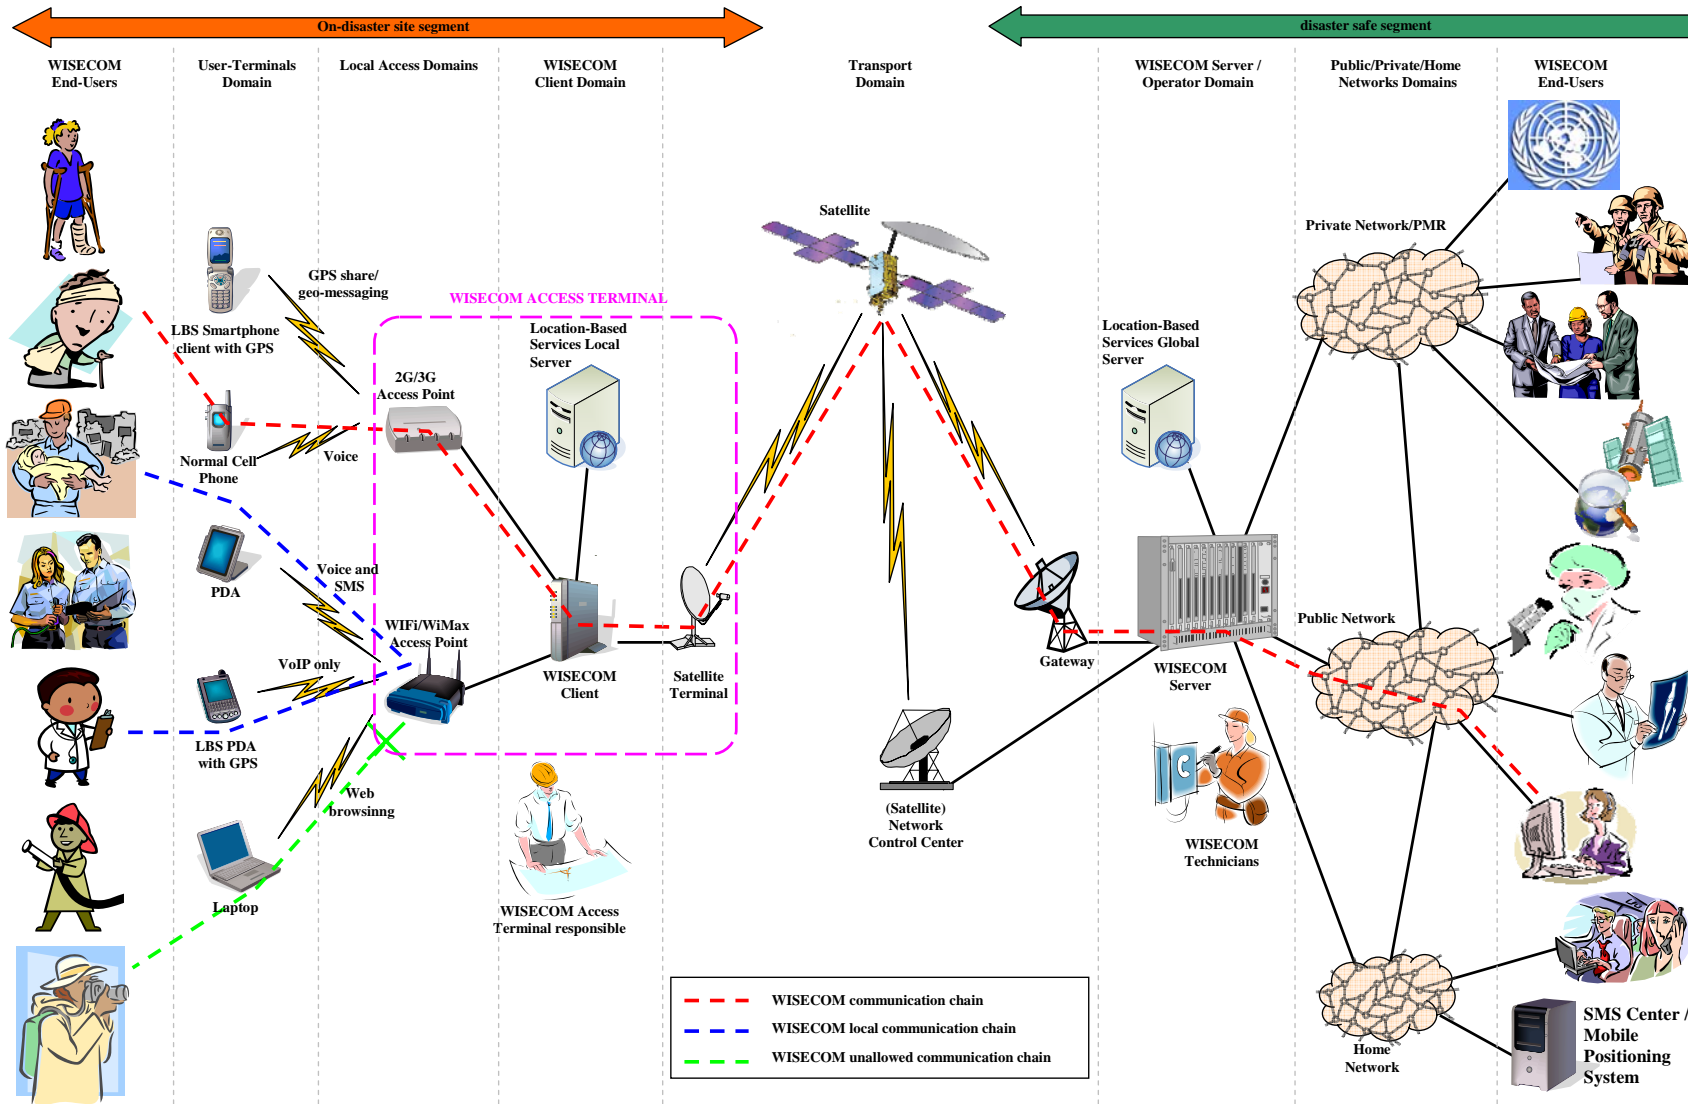 On-disaster site segment
disaster safe segment
WISECOM
End-Users
User-Terminals
Domain
Local Access Domains
WISECOM
Client Domain
Transport
Domain
WISECOM Server /
Operator Domain
Public/Private/Home
Networks Domains
WISECOM
End-Users
Satellite
Private Network/PMR
GPS share/
geo-messaging
WISECOM ACCESS TERMINAL
LBS Smartphone
client with GPS
Location-Based
Services Local
Server
Location-Based
Services Global
Server
2G/3G
Access Point
Voice
Normal Cell
Phone
PDA
Voice and
SMS
WIFi/WiMax
Access Point
VoIP only
LBS PDA
with GPS
WISECOM
Client
Satellite
Terminal
Gateway
WISECOM
Server
Public Network
Web
browsinng
Laptop
(Satellite)
Network
Control Center
WISECOM
Technicians
WISECOM Access
Terminal responsible
WISECOM communication chain
WISECOM local communication chain
WISECOM unallowed communication chain
Home
Network
SMS Center /
Mobile
Positioning
System